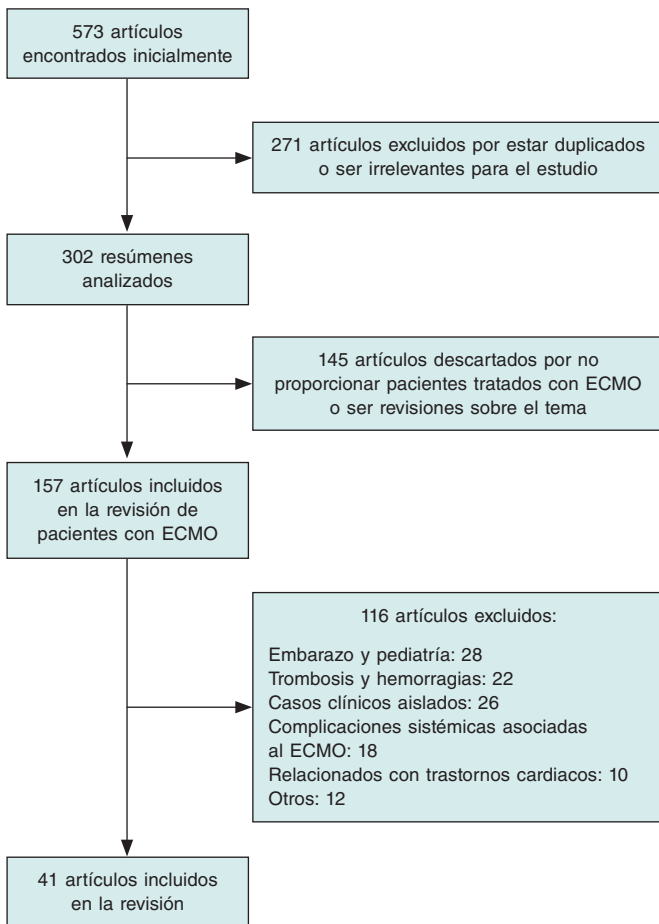 573 artículos
encontrados inicialmente
271 artículos excluidos por estar duplicados
o ser irrelevantes para el estudio
302 resúmenes
analizados
145 artículos descartados por no
proporcionar pacientes tratados con ECMO
o ser revisiones sobre el tema
157 artículos incluidos
en la revisión de
pacientes con ECMO
116 artículos excluidos:
Embarazo y pediatría: 28
Trombosis y hemorragias: 22
Casos clínicos aislados: 26
Complicaciones sistémicas asociadas
al ECMO: 18
Relacionados con trastornos cardiacos: 10
Otros: 12
41 artículos incluidos
en la revisión